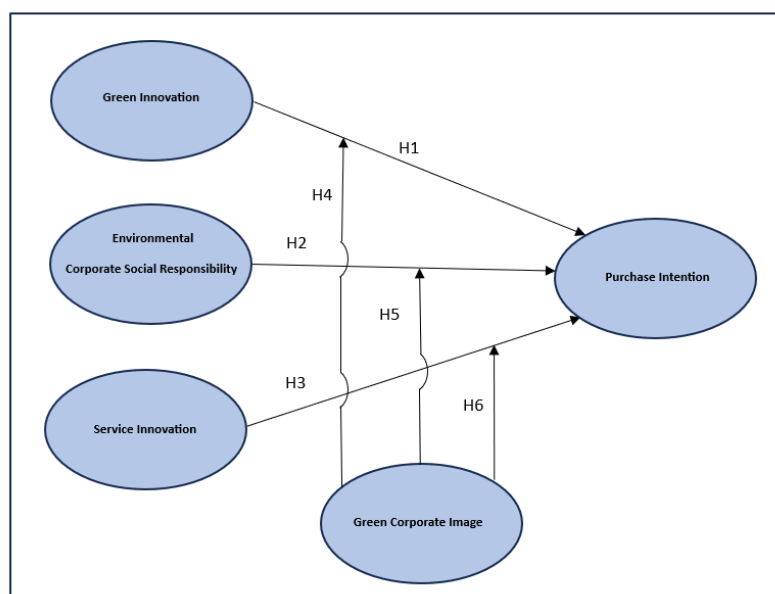 Green Innovation
H1
H4
Environmental
Corporate Social Responsibility
H2
Purchase Intention
H5
H3
H6
Service Innovation
Green Corporate Image